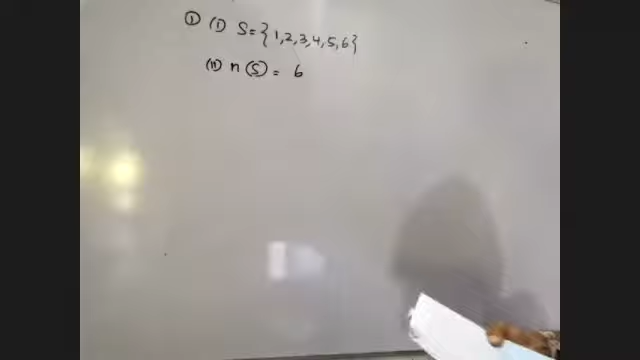 ① (i) S = {1,2,3,4,5,6}
(ii) n(S) = 6